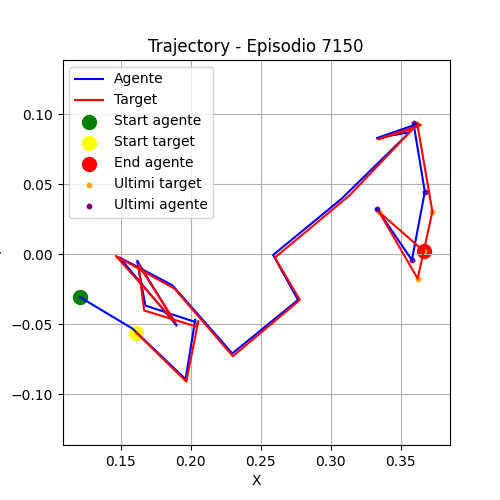 Trajectory - Episodio 7150
Agente
Target
Start agente
Start target
End agente
Ultimi target
Ultimi agente
0.10
0.05
0.00
−0.05
−0.10
0.15
0.20
0.25
0.30
0.35
X